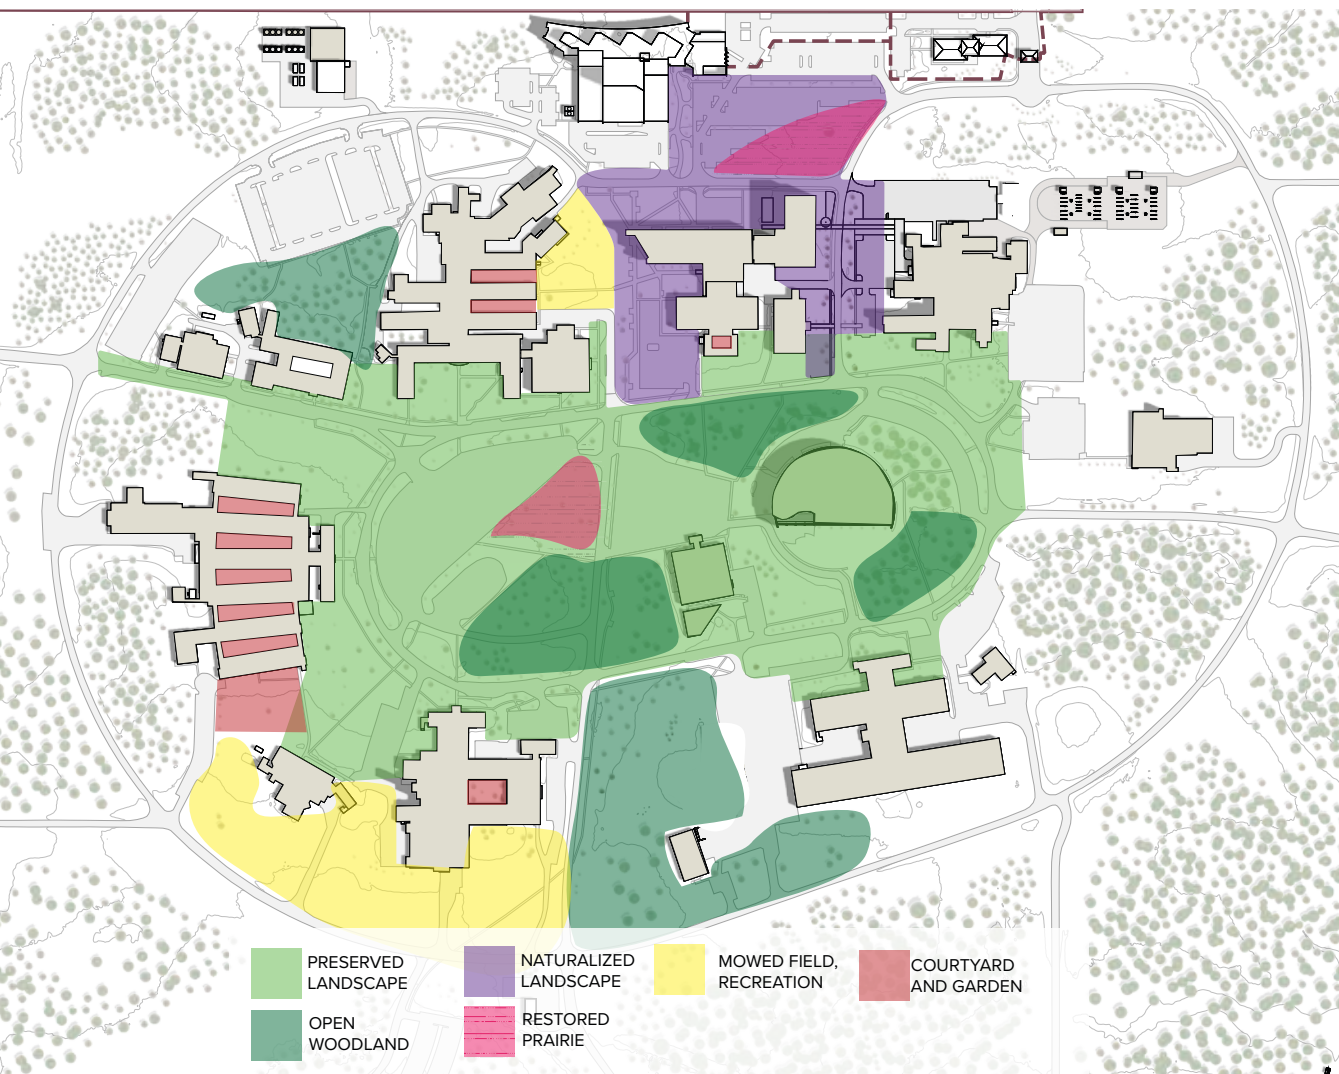 PRESERVED
LANDSCAPE
NATURALIZED
LANDSCAPE
MOWED FIELD,
RECREATION
COURTYARD
AND GARDEN
OPEN
WOODLAND
RESTORED
PRAIRIE